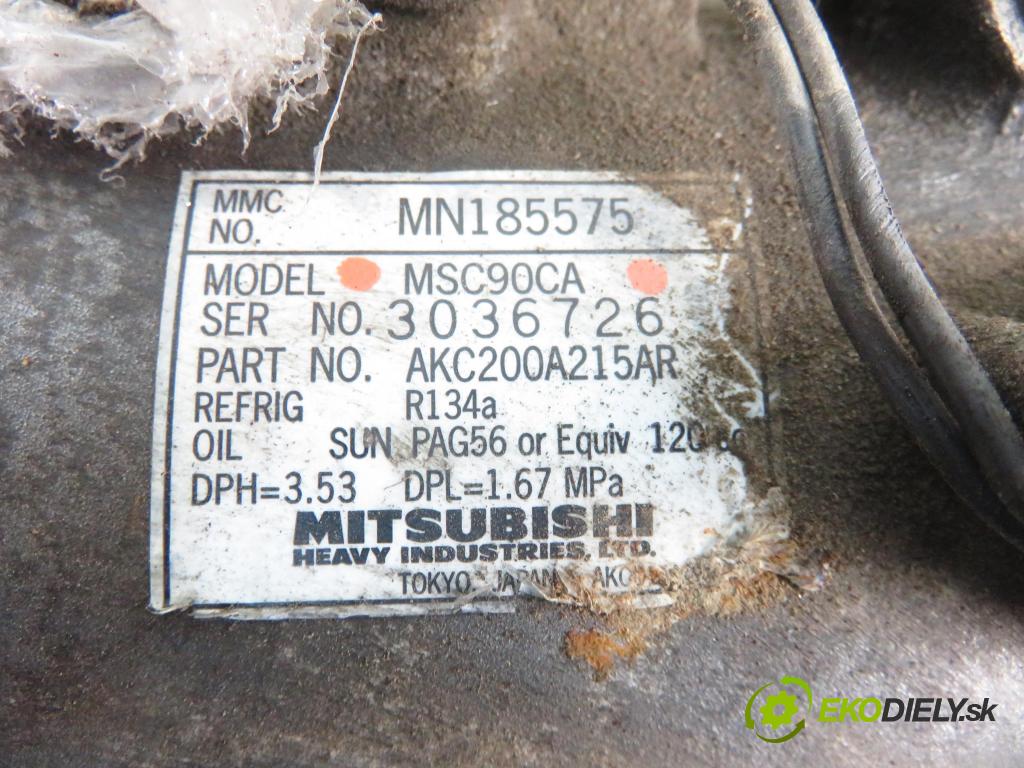 MMC.
NO. MN185575
MODEL MSC90CA
SER NO. 3036726
PART NO. AKC200A215AR
REFRIG R134a
OIL SUN PAG56 or Equiv
DPH=3.53 DPL=1.67 MPa
MITSUBISHI
HEAVY INDUSTRIES, LTD.
TOKYO. JAPAN
EKODIELY.sk